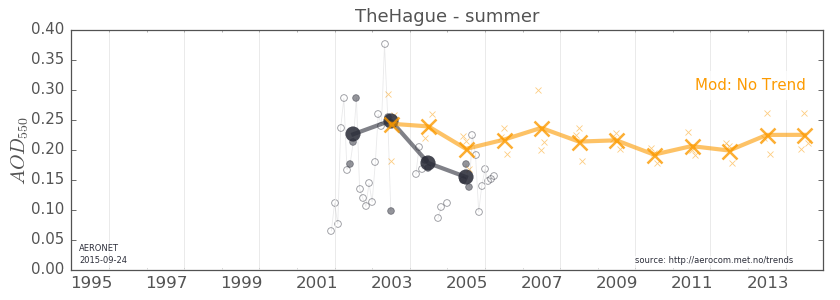 TheHague - summer
0.40
0.35
0.30
0.25
0.20
0.15
0.10
0.05
0.00
AOD550
Mod: No Trend
AERONET
2015-09-24
source: http://aerocom.met.no/trends
1995 1997 1999 2001 2003 2005 2007 2009 2011 2013